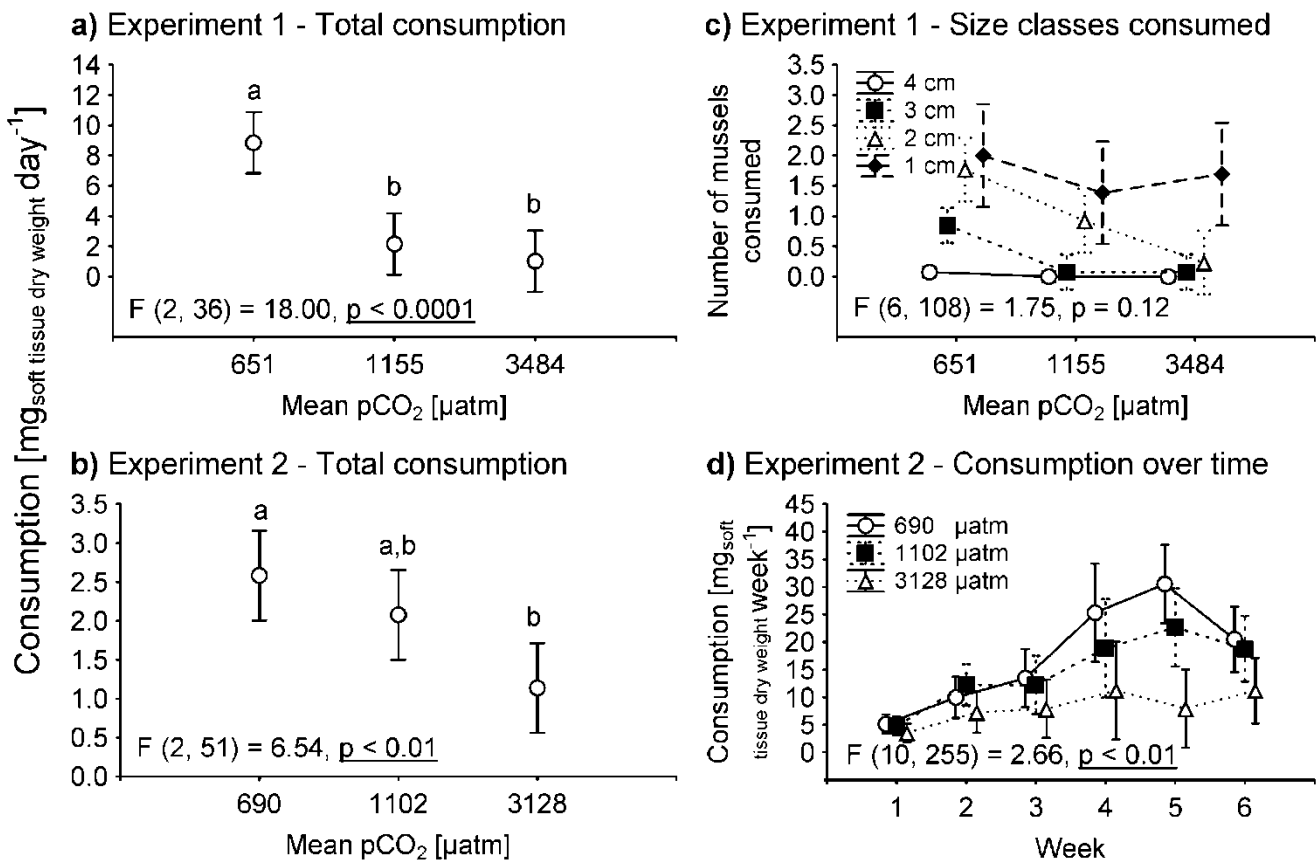 Consumption [mg soft tissue dry weight day⁻¹]
a) Experiment 1 - Total consumption
14
12
10
8
6
4
2
0
a
b
b
F (2, 36) = 18.00, p < 0.0001
651
1155
3484
Mean pCO₂ [µatm]
c) Experiment 1 - Size classes consumed
Number of mussels
consumed
3.5
3.0
2.5
2.0
1.5
1.0
0.5
0.0
4 cm
3 cm
2 cm
1 cm
F (6, 108) = 1.75, p = 0.12
651
1155
3484
Mean pCO₂ [µatm]
b) Experiment 2 - Total consumption
3.5
3.0
2.5
2.0
1.5
1.0
0.5
0.0
a
a,b
b
F (2, 51) = 6.54, p < 0.01
690
1102
3128
Mean pCO₂ [µatm]
d) Experiment 2 - Consumption over time
Consumption [mg soft
tissue dry weight week⁻¹]
45
40
35
30
25
20
15
10
5
0
690 µatm
1102 µatm
3128 µatm
F (10, 255) = 2.66, p < 0.01
1
2
3
4
5
6
Week